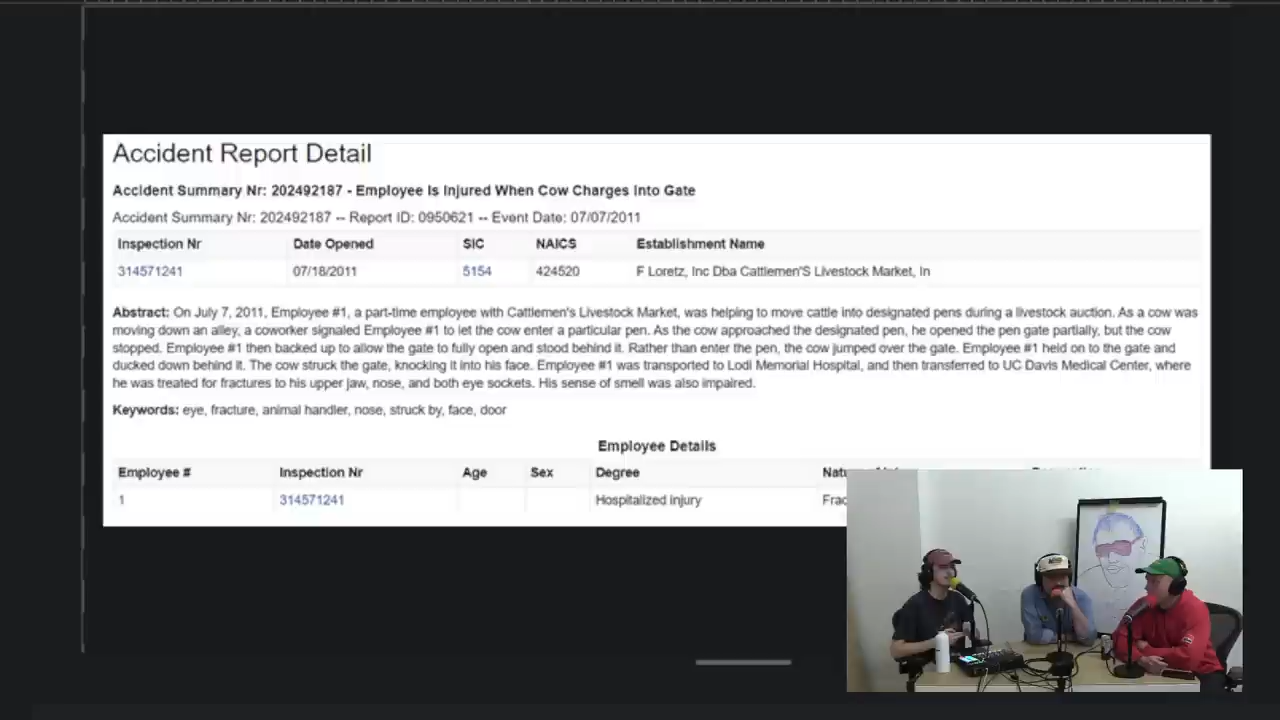 Accident Report Detail
Accident Summary Nr: 202492187 - Employee Is Injured When Cow Charges Into Gate
Accident Summary Nr: 202492187 -- Report ID: 0950621 -- Event Date: 07/07/2011
Inspection Nr Date Opened SIC NAICS Establishment Name
314571241 07/18/2011 5154 424520 F Loretz, Inc Dba Cattlemen'S Livestock Market, In
Abstract: On July 7, 2011, Employee #1, a part-time employee with Cattlemen's Livestock Market, was helping to move cattle into designated pens during a livestock auction. As a cow was
moving down an alley, a coworker signaled Employee #1 to let the cow enter a particular pen. As the cow approached the designated pen, he opened the pen gate partially, but the cow
stopped. Employee #1 then backed up to allow the gate to fully open and stood behind it. Rather than enter the pen, the cow jumped over the gate. Employee #1 held on to the gate and
ducked down behind it. The cow struck the gate, knocking it into his face. Employee #1 was transported to Lodi Memorial Hospital, and then transferred to UC Davis Medical Center, where
he was treated for fractures to his upper jaw, nose, and both eye sockets. His sense of smell was also impaired.
Keywords: eye, fracture, animal handler, nose, struck by, face, door
Employee Details
Employee # Inspection Nr Age Sex Degree
1 314571241 Hospitalized injury